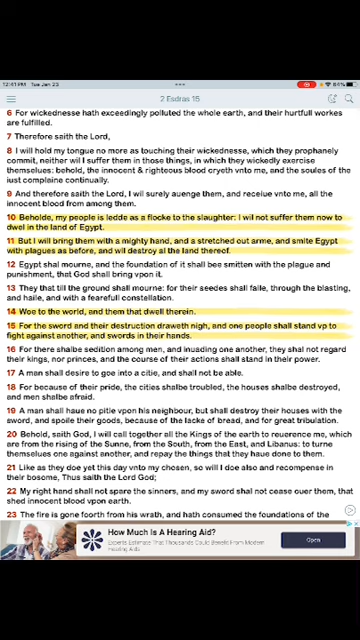 12:41 PM Tue Jan 23
84%
2 Esdras 15
6 For wickednesse hath exceedingly polluted the whole earth, and their hurtfull workes
are fulfilled.
7 Therefore saith the Lord,
8 I will hold my tongue no more as touching their wickednesse, which they prophanely
commit, neither wil I suffer them in those things, in which they wickedly exercise
themselues: behold, the innocent & righteous blood cryeth vnto me, and the soules of the
iust complaine continually.
9 And therefore saith the Lord, I wil surely auenge them, and receiue vnto me, all the
innocent blood from among them.
10 Beholde, my people is ledde as a flocke to the slaughter: I wil not suffer them now to
dwel in the land of Egypt.
11 But I will bring them with a mighty hand, and a stretched out arme, and smite Egypt
with plagues as before, and wil destroy al the land thereof.
12 Egypt shal mourne, and the foundation of it shall bee smitten with the plague and
punishment, that God shall bring vpon it.
13 They that till the ground shall mourne: for their seedes shall faile, through the blasting,
and haile, and with a fearefull constellation.
14 Woe to the world, and them that dwell therein.
15 For the sword and their destruction draweth nigh, and one people shall stand vp to
fight against another, and swords in their hands.
16 For there shalbe sedition among men, and inuading one another, they shal not regard
their kings, nor princes, and the course of their actions shall stand in their power.
17 A man shall desire to goe into a citie, and shall not be able.
18 For because of their pride, the cities shalbe troubled, the houses shalbe destroyed,
and men shalbe afraid.
19 A man shall haue no pitie vpon his neighbour, but shall destroy their houses with the
sword, and spoile their goods, because of the lacke of bread, and for great tribulation.
20 Behold, saith God, I will call together all the Kings of the earth to reuerence me, which
are from the rising of the Sunne, from the South, from the East, and Libanus: to turne
themselues one against another, and repay the things that they haue done to them.
21 Like as they doe yet this day vnto my chosen, so will I doe also and recompense in
their bosome, Thus saith the Lord God;
22 My right hand shall not spare the sinners, and my sword shal not cease ouer them, that
shed innocent blood vpon earth.
23 The fire is gone foorth from his wrath, and hath consumed the foundations of the
How Much Is A Hearing Aid?
Experts Estimate That Thousands Could Benefit From Modern
Hearing AIDs
Open